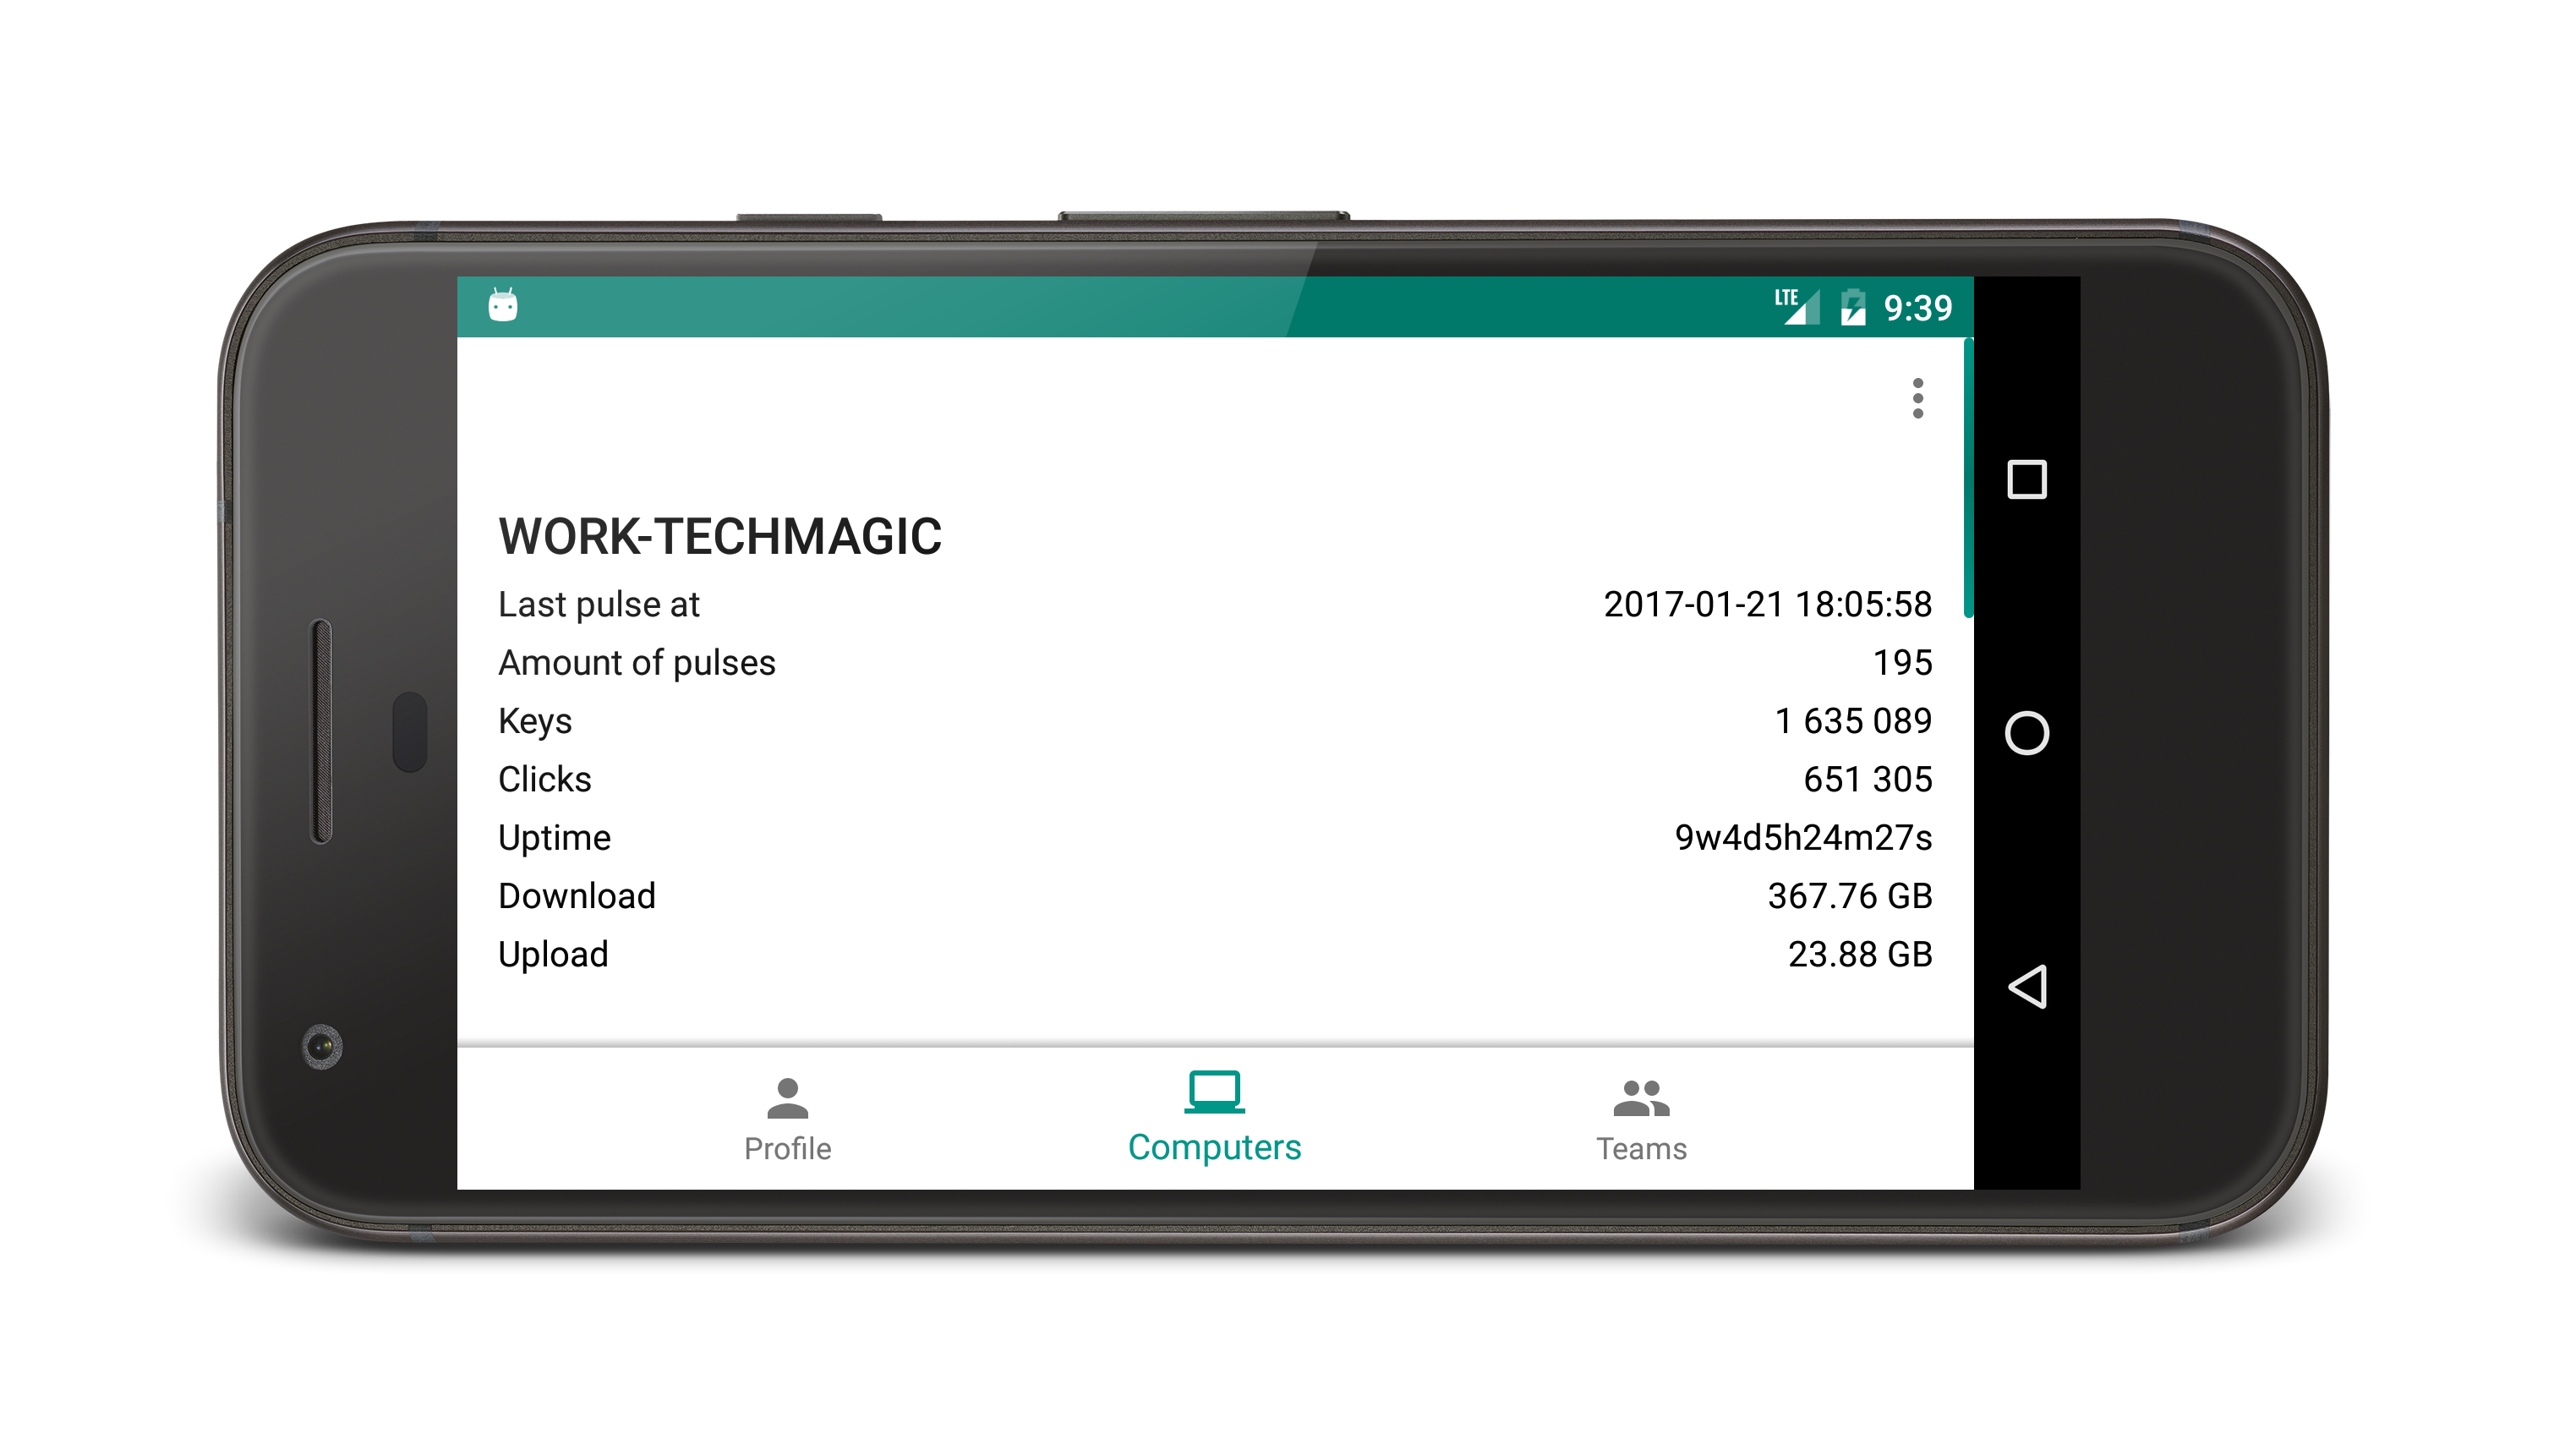 LTE 9:39
WORK-TECHMAGIC
Last pulse at 2017-01-21 18:05:58
Amount of pulses 195
Keys 1 635 089
Clicks 651 305
Uptime 9w4d5h24m27s
Download 367.76 GB
Upload 23.88 GB
Profile Computers Teams